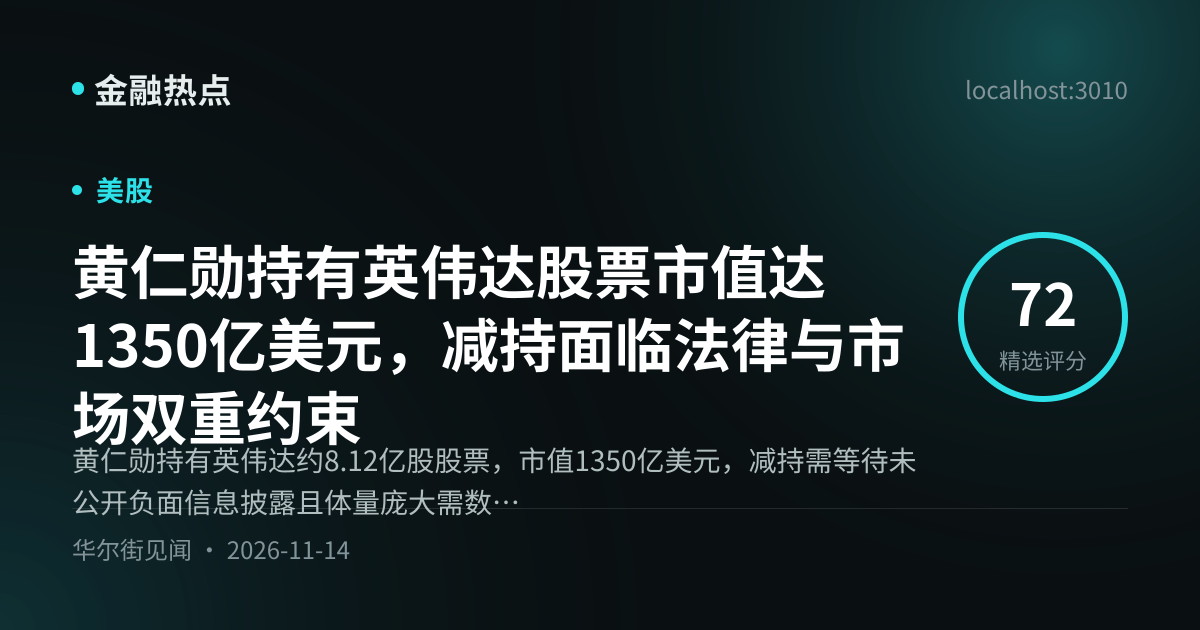 金融热点
localhost:3010
美股
黄仁勋持有英伟达股票市值达
1350亿美元，减持面临法律与市
场双重约束
72
精选评分
黄仁勋持有英伟达约8.12亿股股票，市值1350亿美元，减持需等待未
公开负面信息披露且体量庞大需数…
华尔街见闻 · 2026-11-14